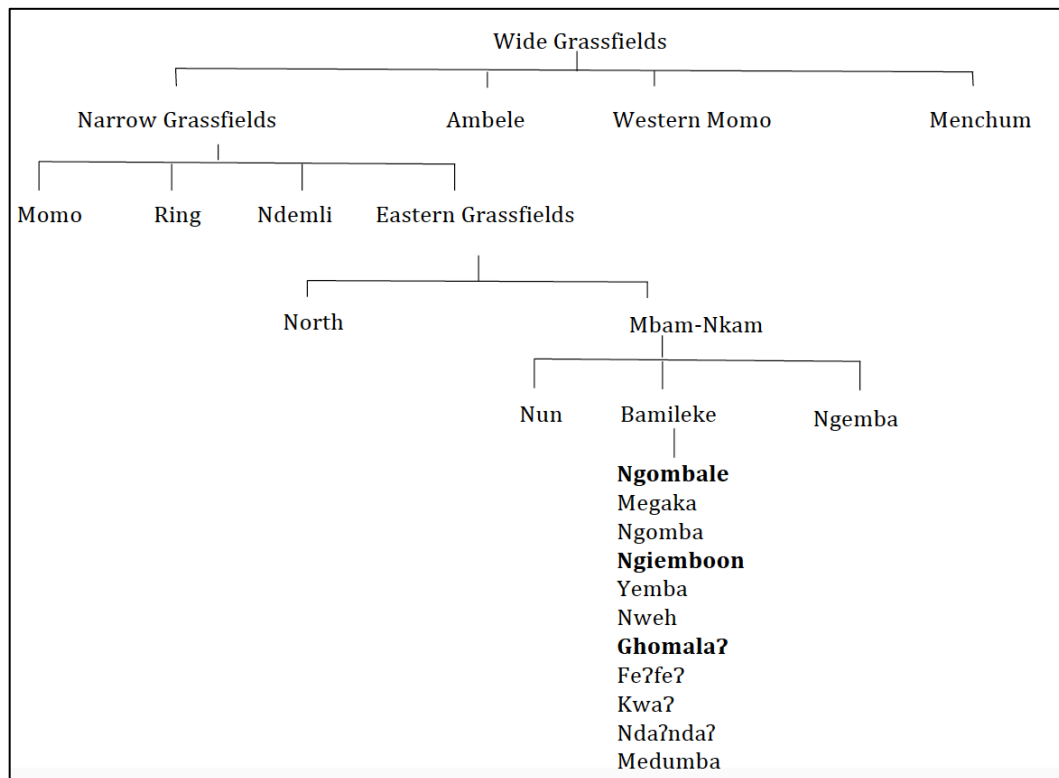 Wide Grassfields
Narrow Grassfields Ambele Western Momo Menchum
Momo Ring Ndemli Eastern Grassfields
North Mbam-Nkam
Nun Bamileke Ngemba
Ngombale
Megaka
Ngomba
Ngiemboon
Yemba
Nweh
Ghomalaʔ
Feʔfeʔ
Kwaʔ
Ndaʔndaʔ
Medumba